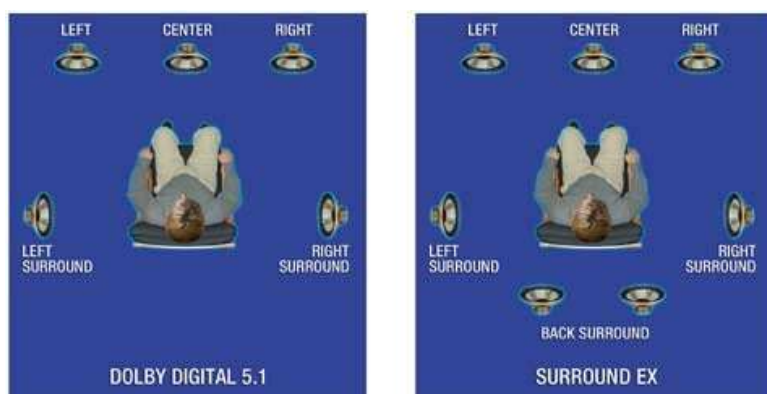 LEFT
CENTER
RIGHT
LEFT
SURROUND
RIGHT
SURROUND
DOLBY DIGITAL 5.1
LEFT
CENTER
RIGHT
LEFT
SURROUND
RIGHT
SURROUND
BACK SURROUND
SURROUND EX